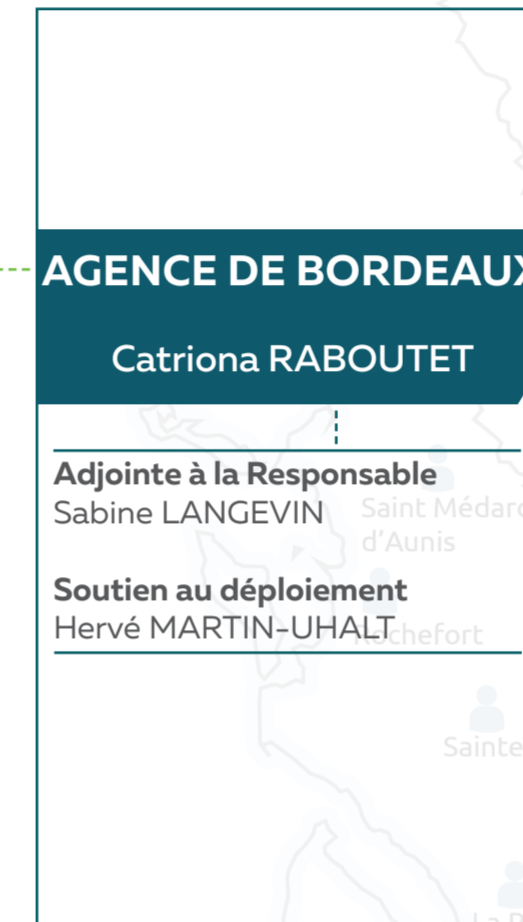 AGENCE DE BORDEAUX
Catriona RABOUTET
Adjointe à la Responsable
Sabine LANGEVIN
Saint Médard
d'Aunis
Soutien au déploiement
Hervé MARTIN-UHALT
Rochefort
Sainte